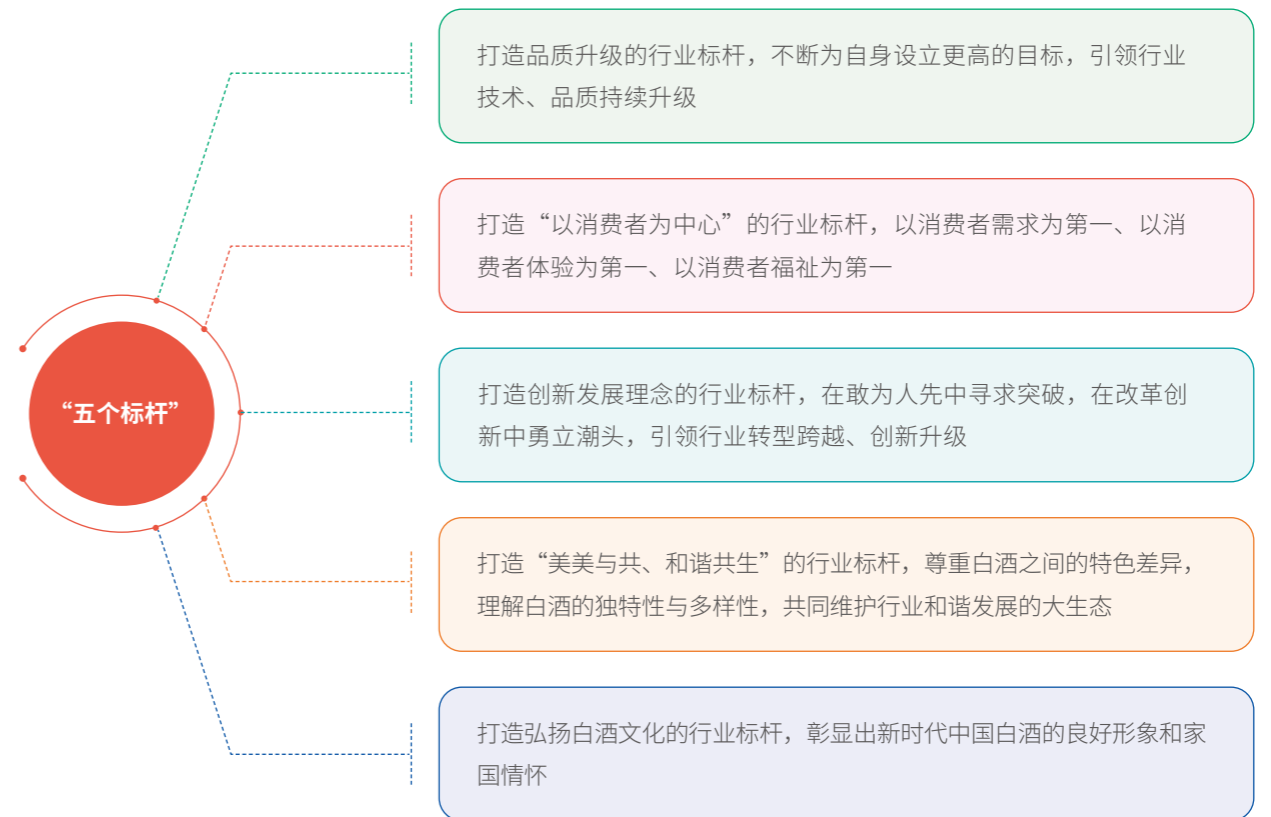 打造品质升级的行业标杆，不断为自身设立更高的目标，引领行业
技术、品质持续升级
打造“以消费者为中心”的行业标杆，以消费者需求为第一、以消
费者体验为第一、以消费者福祉为第一
“五个标杆”
打造创新发展理念的行业标杆，在敢为人先中寻求突破，在改革创
新中勇立潮头，引领行业转型跨越、创新升级
打造“美美与共、和谐共生”的行业标杆，尊重白酒之间的特色差异，
理解白酒的独特性与多样性，共同维护行业和谐发展的大生态
打造弘扬白酒文化的行业标杆，彰显出新时代中国白酒的良好形象和家
国情怀